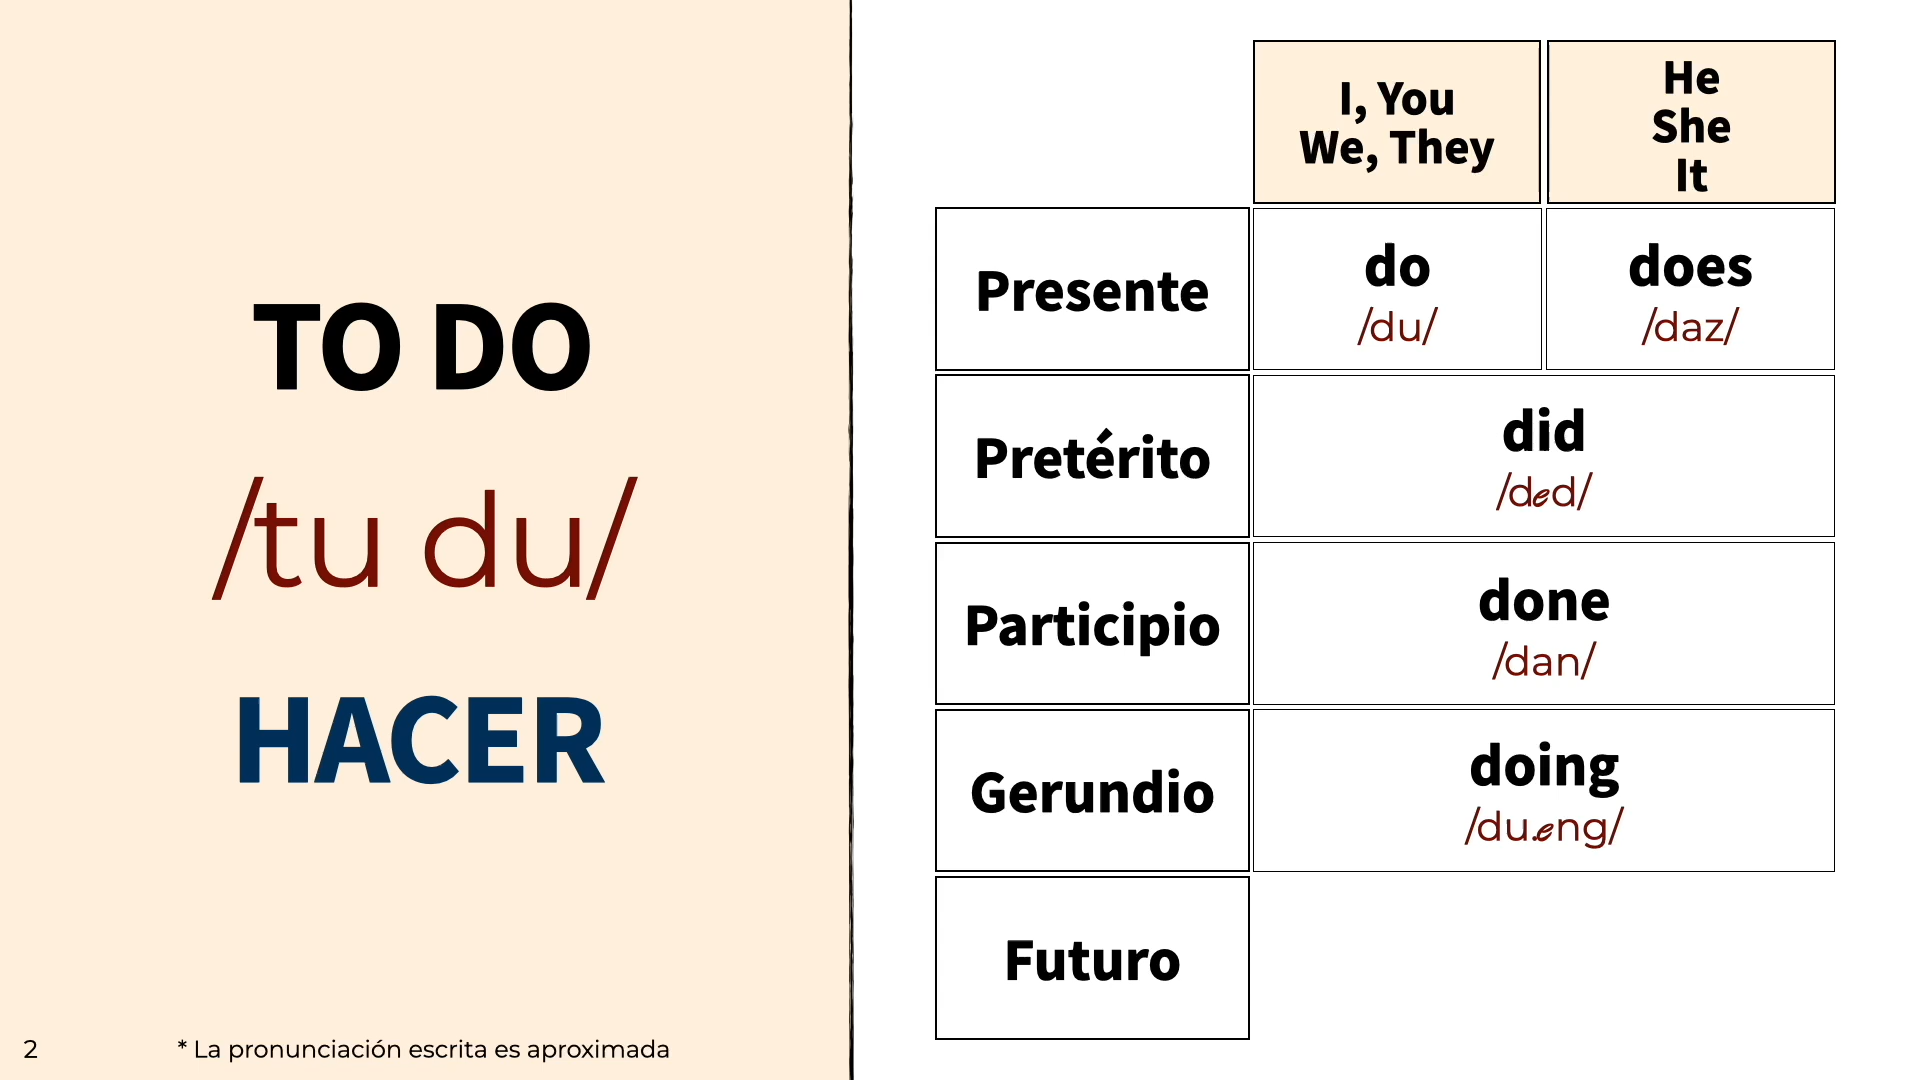 TO DO
/tu du/
HACER
2
* La pronunciación escrita es aproximada
I, You
We, They
He
She
It
Presente
do
/du/
does
/daz/
Pretérito
did
/dℯd/
Participio
done
/dan/
Gerundio
doing
/du.ℯng/
Futuro